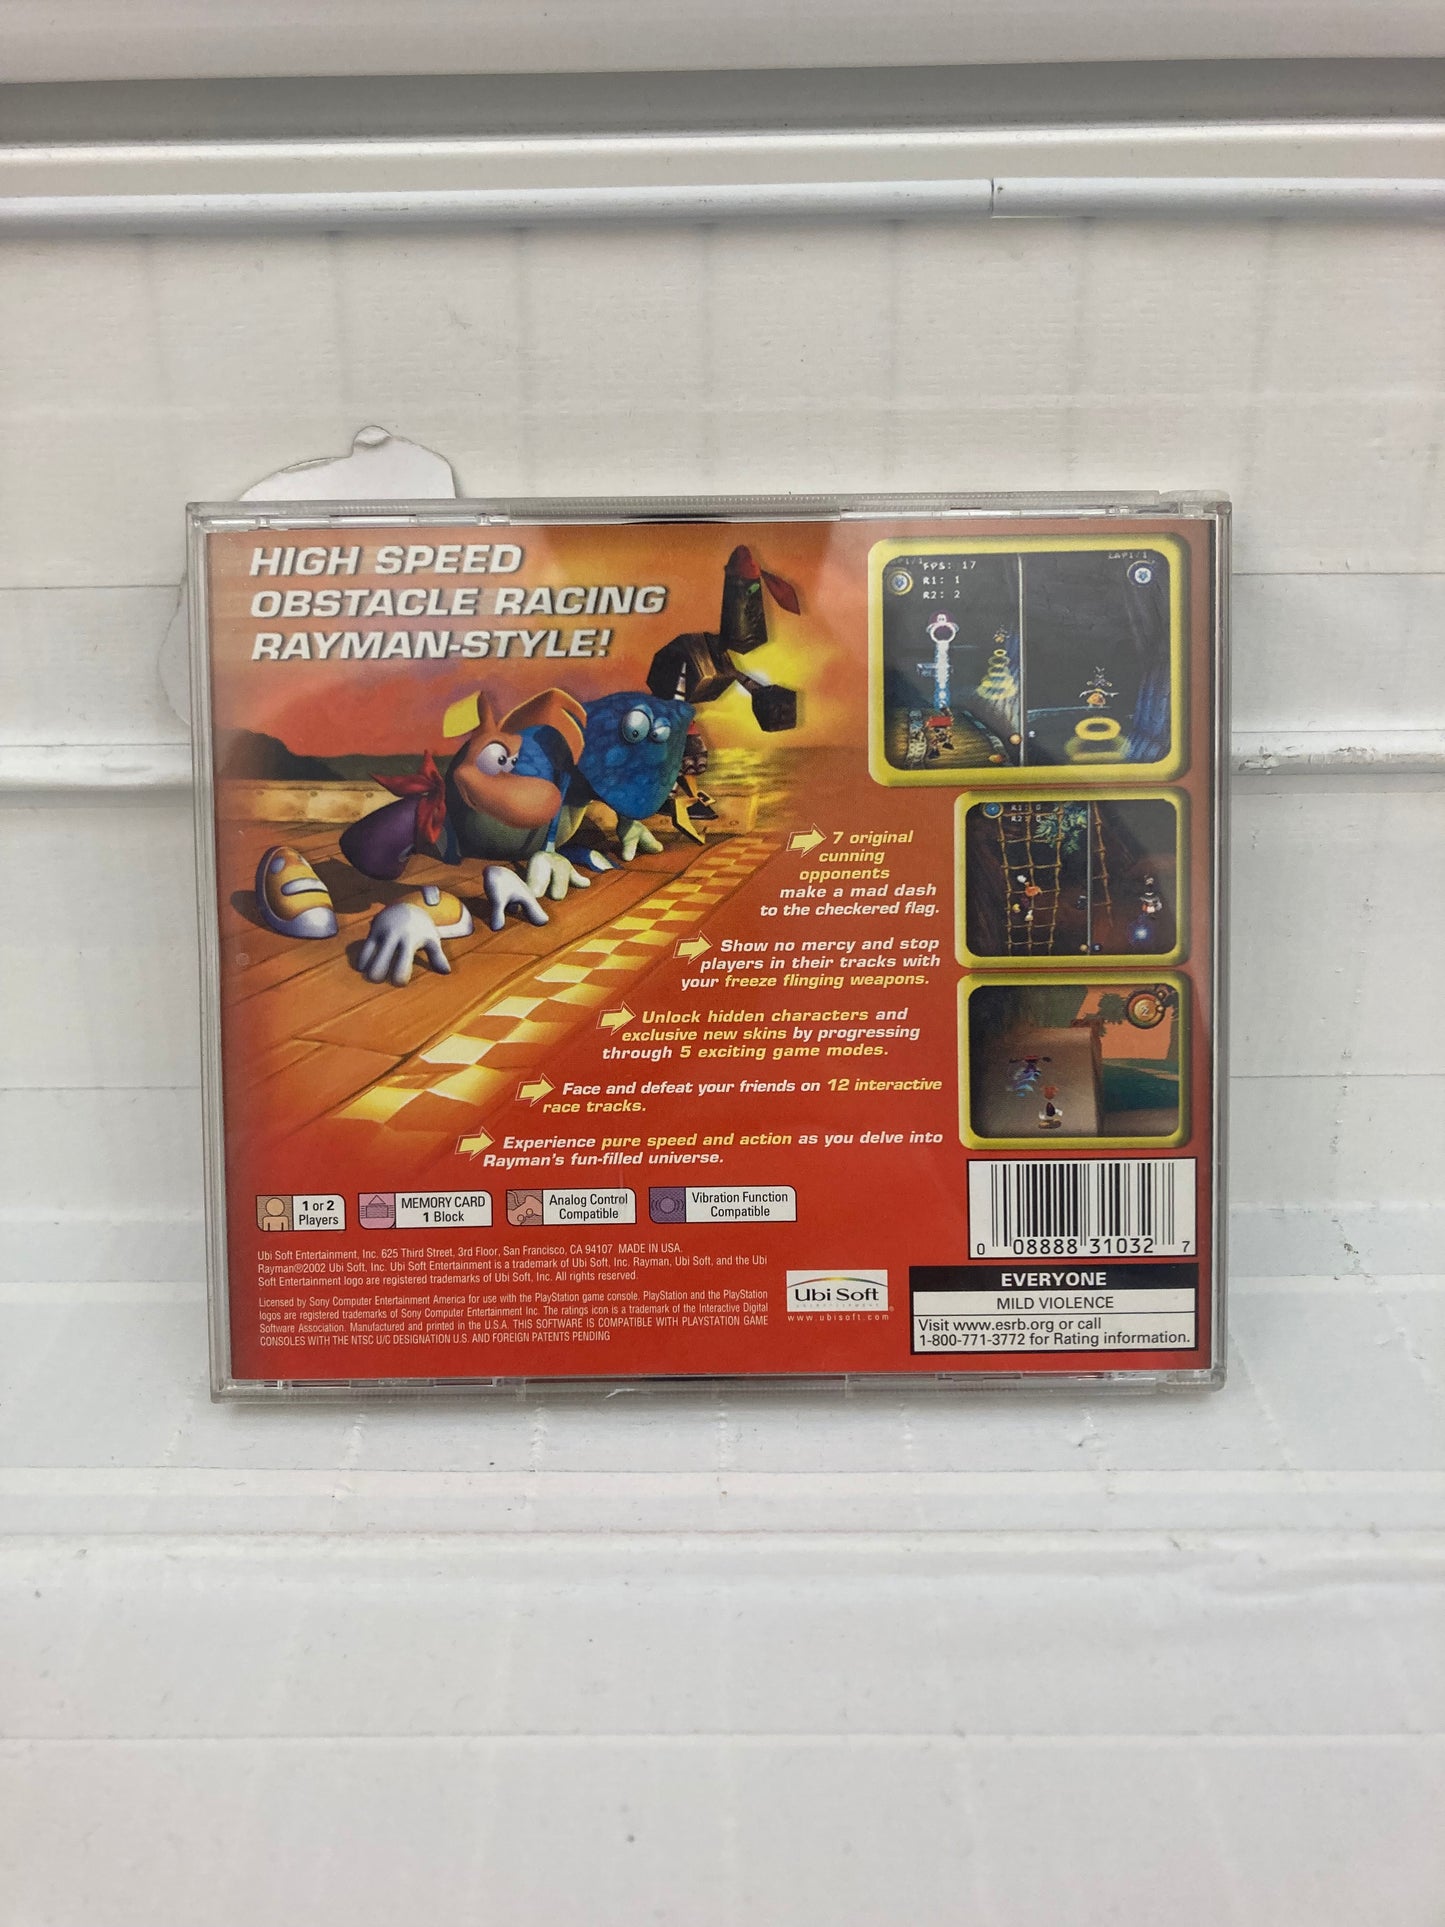 HIGH SPEED
OBSTACLE RACING
RAYMAN-STYLE!
FPS: 17
R1: 1
R2: 2
LAP1/1
7 original
cunning
opponents
make a mad dash
to the checkered flag.
Show no mercy and stop
players in their tracks with
your freeze flinging weapons.
Unlock hidden characters and
exclusive new skins by progressing
through 5 exciting game modes.
Face and defeat your friends on 12 interactive
race tracks.
Experience pure speed and action as you delve into
Rayman's fun-filled universe.
1 or 2
Players
MEMORY CARD
1 Block
Analog Control
Compatible
Vibration Function
Compatible
Ubi Soft Entertainment, Inc. 625 Third Street, 3rd Floor, San Francisco, CA 94107 MADE IN USA.
Rayman®2002 Ubi Soft, Inc. Ubi Soft Entertainment is a trademark of Ubi Soft, Inc. Rayman, Ubi Soft, and the Ubi
Soft Entertainment logo are registered trademarks of Ubi Soft, Inc. All rights reserved.
Licensed by Sony Computer Entertainment America for use with the PlayStation game console. PlayStation and the PlayStation
logos are registered trademarks of Sony Computer Entertainment Inc. The ratings icon is a trademark of the Interactive Digital
Software Association. Manufactured and printed in the U.S.A. THIS SOFTWARE IS COMPATIBLE WITH PLAYSTATION GAME
CONSOLES WITH THE NTSC U/C DESIGNATION U.S. AND FOREIGN PATENTS PENDING
Ubi Soft
ENTERTAINMENT
www.ubisoft.com
0 08888 31032 7
EVERYONE
MILD VIOLENCE
Visit www.esrb.org or call
1-800-771-3772 for Rating information.